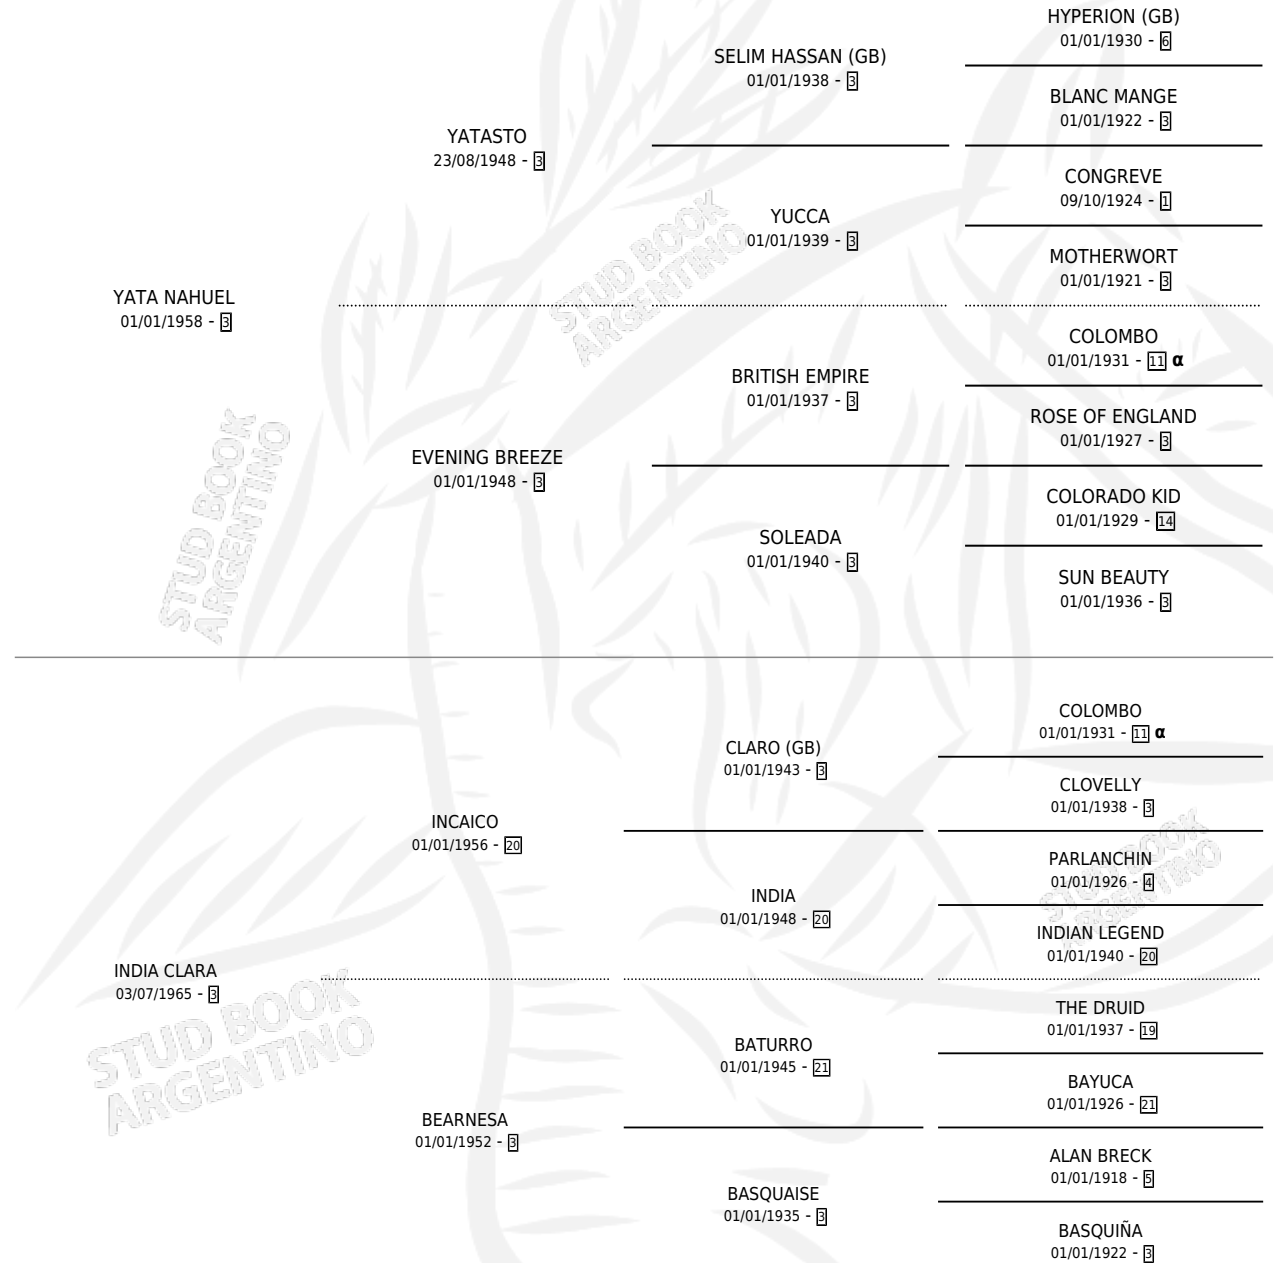 HYPERION (GB)
01/01/1930 - 6
SELIM HASSAN (GB)
01/01/1938 - 3
BLANC MANGE
01/01/1922 - 3
YATASTO
23/08/1948 - 3
CONGREVE
09/10/1924 - 1
YUCCA
01/01/1939 - 3
MOTHERWORT
01/01/1921 - 3
YATA NAHUEL
01/01/1958 - 3
COLOMBO
01/01/1931 - 11 α
BRITISH EMPIRE
01/01/1937 - 3
ROSE OF ENGLAND
01/01/1927 - 3
EVENING BREEZE
01/01/1948 - 3
COLORADO KID
01/01/1929 - 14
SOLEADA
01/01/1940 - 3
SUN BEAUTY
01/01/1936 - 3
COLOMBO
01/01/1931 - 11 α
CLARO (GB)
01/01/1943 - 3
CLOVELLY
01/01/1938 - 3
INCAICO
01/01/1956 - 20
PARLANCHIN
01/01/1926 - 4
INDIA
01/01/1948 - 20
INDIAN LEGEND
01/01/1940 - 20
INDIA CLARA
03/07/1965 - 3
THE DRUID
01/01/1937 - 19
BATURRO
01/01/1945 - 21
BAYUCA
01/01/1926 - 21
BEARNESA
01/01/1952 - 3
ALAN BRECK
01/01/1918 - 5
BASQUAISE
01/01/1935 - 3
BASQUIÑA
01/01/1922 - 3
STUD BOOK
ARGENTINO
STUD BOOK
ARGENTINO
STUD BOOK
ARGENTINO
STUD BOOK
ARGENTINO